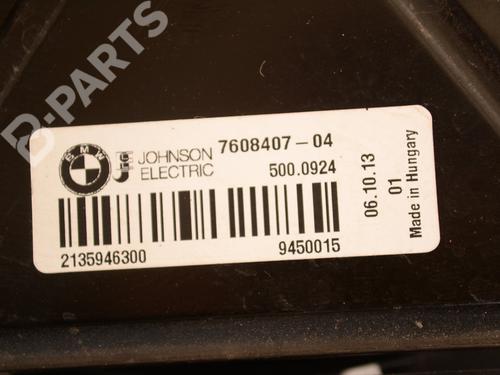 B-PARTS
BMW
JOHNSON
ELECTRIC
7608407-04
500.0924
2135946300
9450015
06.10.13
01
Made in Hungary